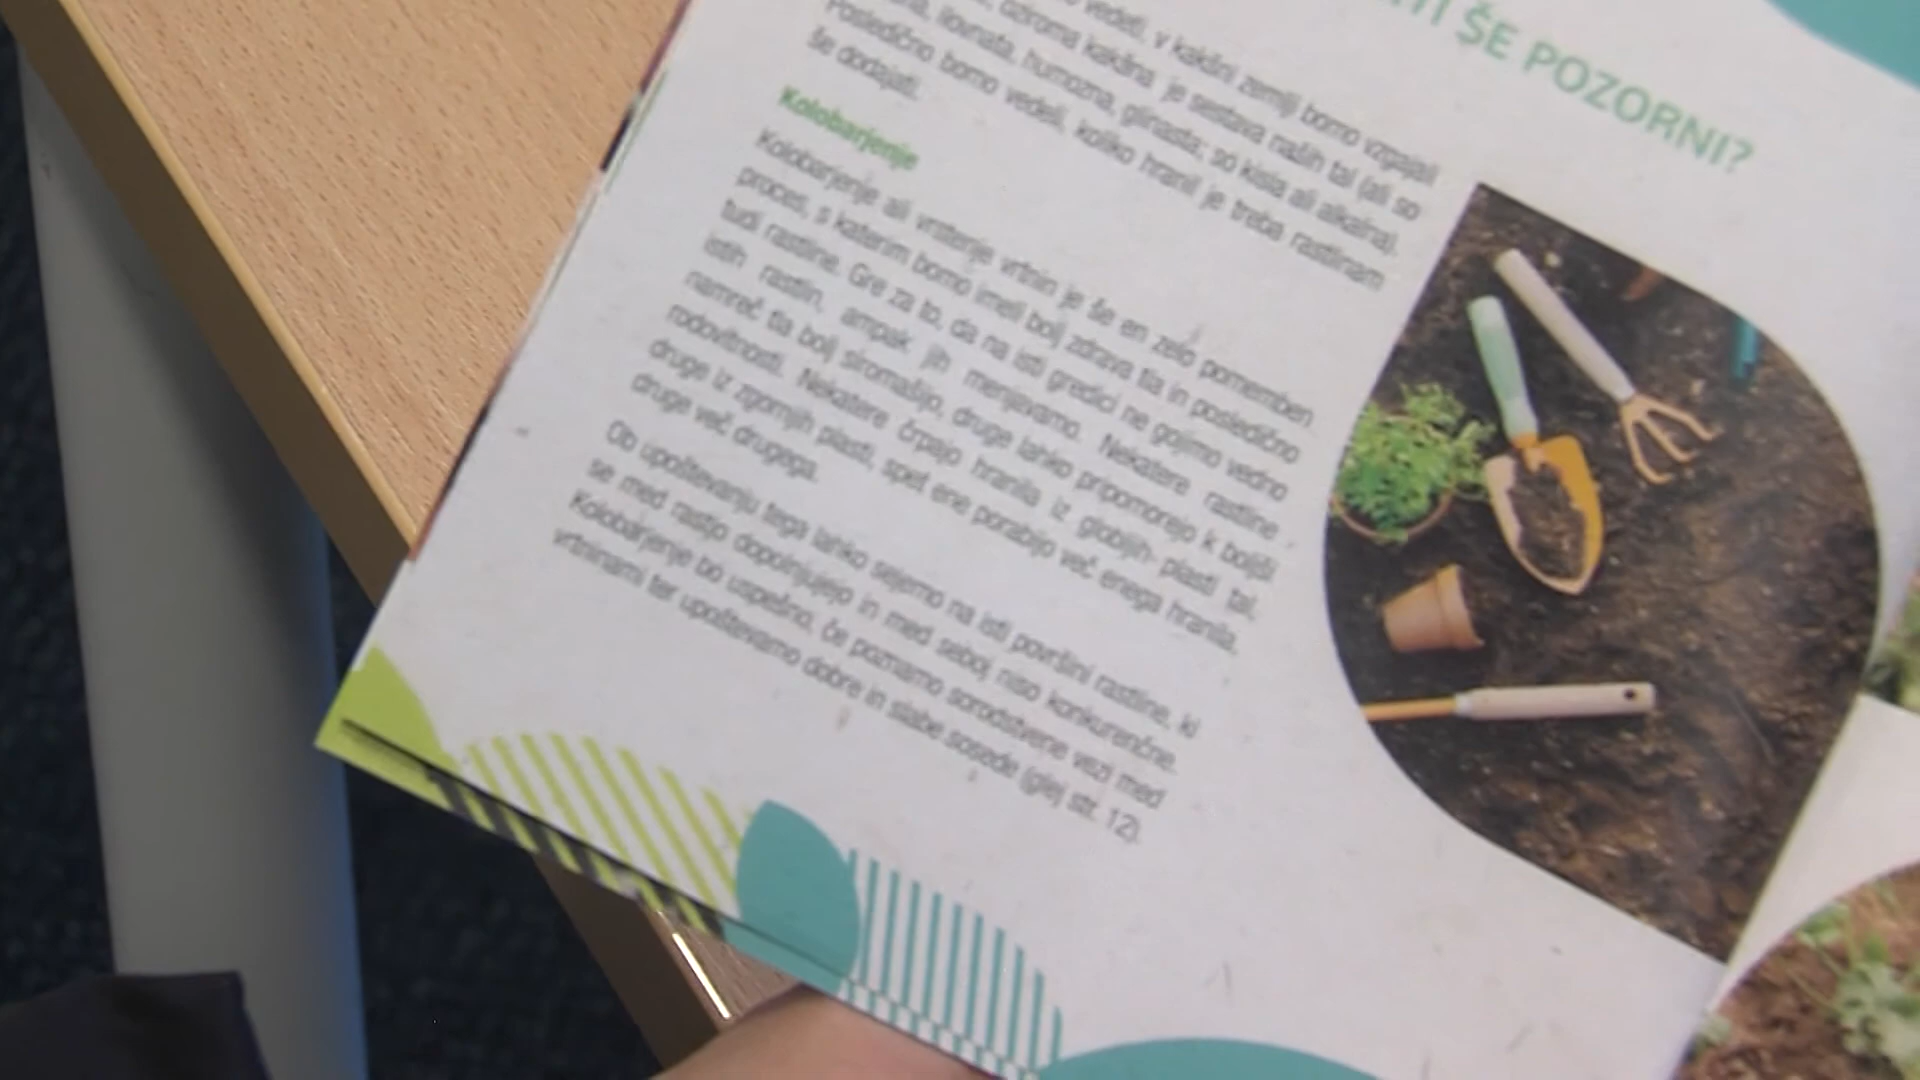 ŠE POZORNI?
vedeli, v kakšni zemlji bomo vzgajali
oziroma kakšna je sestava naših tal (ali so
ilovnata, humozna, glinasta; so kisla ali alkalna).
Posledično bomo vedeli, koliko hranil je treba rastlinam
še dodajati.
Kolobarjenje
Kolobarjenje ali vrstenje vrtnin je še en zelo pomemben
proces, s katerim bomo imeli bolj zdrava tla in posledično
tudi rastline. Gre za to, da na isti gredici ne gojimo vedno
istih rastlin, ampak jih menjavamo. Nekatere rastline
namreč tla bolj siromašijo, druge lahko pripomorejo k boljši
rodovitnosti. Nekatere črpajo hranila iz globljih plasti tal,
druge iz zgornjih plasti, spet ene porabijo več enega hranila,
druge več drugega.
Ob upoštevanju tega lahko sejemo na isti površini rastline, ki
se med rastjo dopolnjujejo in med seboj niso konkurenčne.
Kolobarjenje bo uspešno, če poznamo sorodstvene vezi med
vrtninami ter upoštevamo dobre in slabe sosede (glej str. 12).